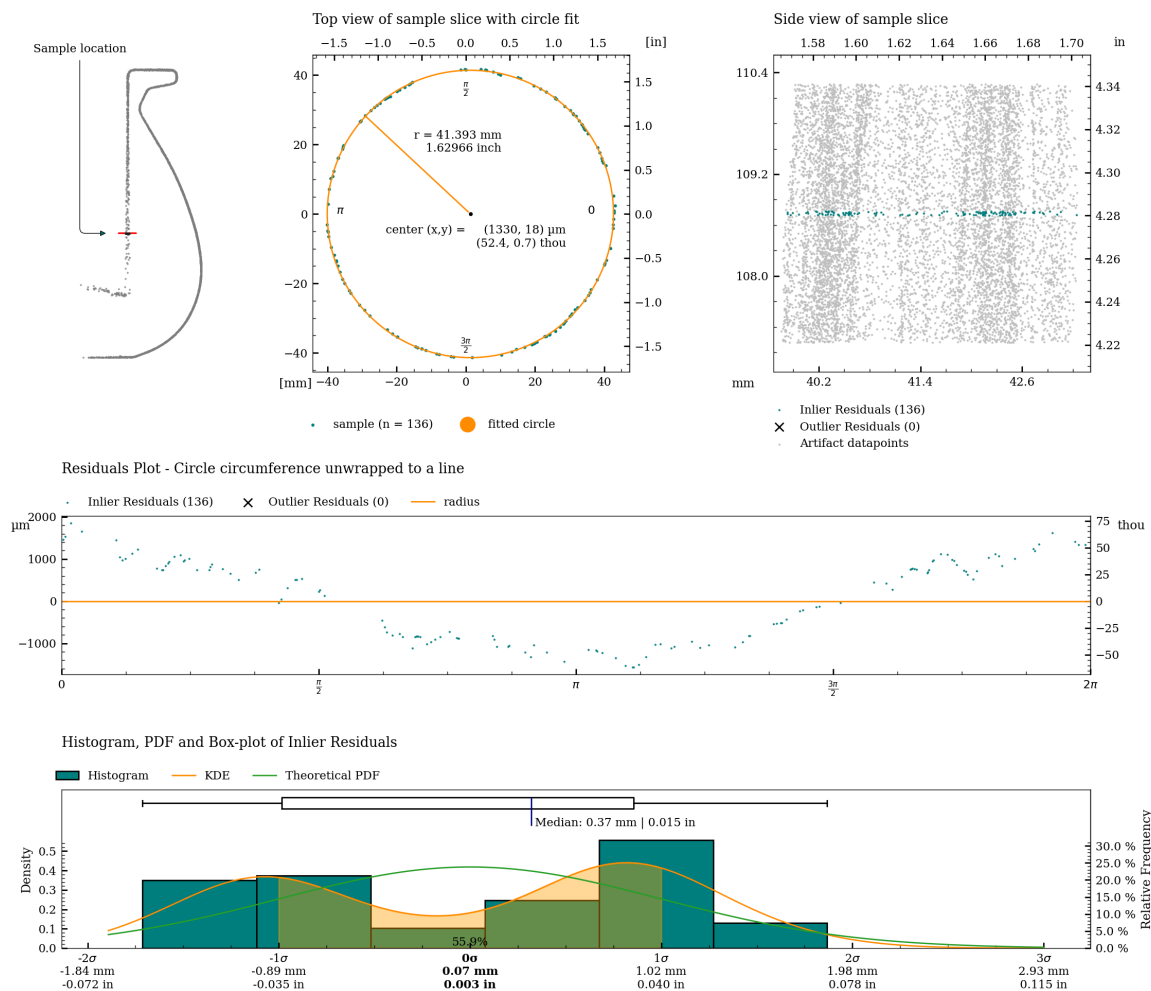 Top view of sample slice with circle fit
Side view of sample slice
Sample location
−1.5 −1.0 −0.5 0.0 0.5 1.0 1.5 [in]
1.58 1.60 1.62 1.64 1.66 1.68 1.70 in
40
20
0
−20
−40
1.5
1.0
0.5
0.0
−0.5
−1.0
−1.5
π/2
r = 41.393 mm
1.62966 inch
π
0
center (x,y) = (1330, 18) µm
(52.4, 0.7) thou
3π/2
[mm] −40 −20 0 20 40
110.4
109.2
108.0
4.34
4.32
4.30
4.28
4.26
4.24
4.22
mm 40.2 41.4 42.6
sample (n = 136) fitted circle
Inlier Residuals (136)
Outlier Residuals (0)
Artifact datapoints
Residuals Plot - Circle circumference unwrapped to a line
Inlier Residuals (136) Outlier Residuals (0) radius
µm
2000
1000
0
−1000
75 thou
50
25
0
−25
−50
0 π/2 π 3π/2 2π
Histogram, PDF and Box-plot of Inlier Residuals
Histogram KDE Theoretical PDF
Median: 0.37 mm | 0.015 in
Density
0.5
0.4
0.3
0.2
0.1
0.0
30.0 %
25.0 %
20.0 %
15.0 %
10.0 %
5.0 %
0.0 %
Relative Frequency
55.9%
-2σ -1σ 0σ 1σ 2σ 3σ
-1.84 mm -0.89 mm 0.07 mm 1.02 mm 1.98 mm 2.93 mm
-0.072 in -0.035 in 0.003 in 0.040 in 0.078 in 0.115 in